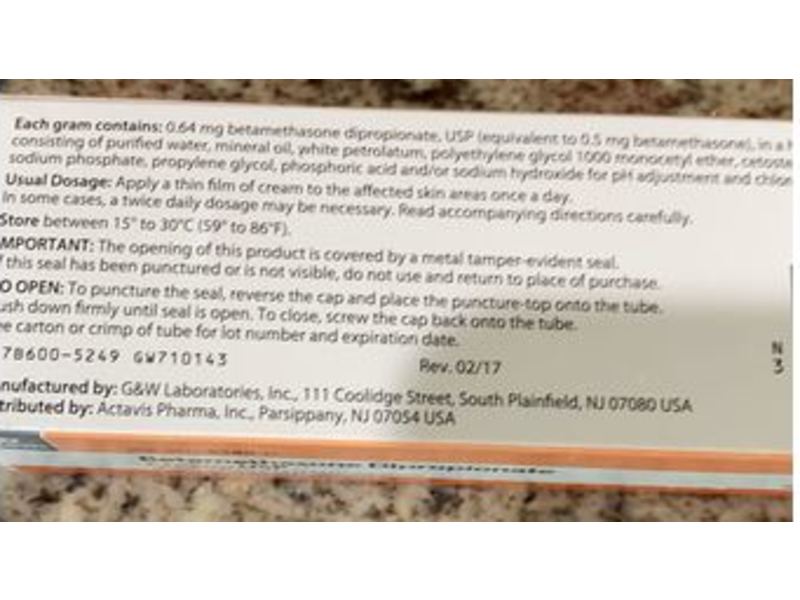 Each gram contains: 0.64 mg betamethasone dipropionate, USP (equivalent to 0.5 mg betamethasone), in a h
consisting of purified water, mineral oil, white petrolatum, polyethylene glycol 1000 monocetyl ether, cetoste
sodium phosphate, propylene glycol, phosphoric acid and/or sodium hydroxide for pH adjustment and chlor
Usual Dosage: Apply a thin film of cream to the affected skin areas once a day.
In some cases, a twice daily dosage may be necessary. Read accompanying directions carefully.
Store between 15° to 30°C (59° to 86°F).
MPORTANT: The opening of this product is covered by a metal tamper-evident seal.
f this seal has been punctured or is not visible, do not use and return to place of purchase.
O OPEN: To puncture the seal, reverse the cap and place the puncture-top onto the tube.
ush down firmly until seal is open. To close, screw the cap back onto the tube.
ee carton or crimp of tube for lot number and expiration date.
78600-5249 GW710143
Rev. 02/17
N
3
nufactured by: G&W Laboratories, Inc., 111 Coolidge Street, South Plainfield, NJ 07080 USA
tributed by: Actavis Pharma, Inc., Parsippany, NJ 07054 USA
Betamethasone Dipropionate